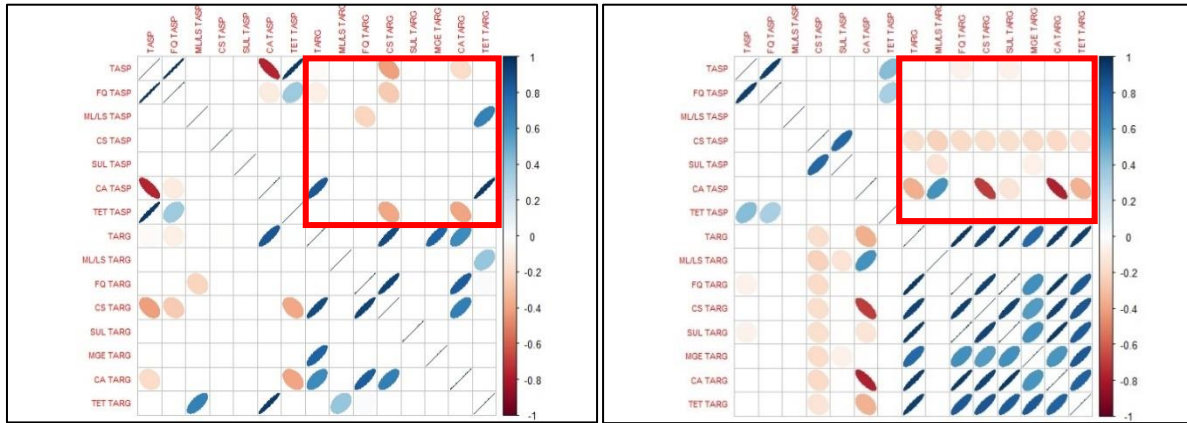 TASP
FQ TASP
ML/LS TASP
CS TASP
SUL TASP
CA TASP
TET TASP
TARG
ML/LS TARG
FQ TARG
CS TARG
SUL TARG
MGE TARG
CA TARG
TET TARG
TASP
FQ TASP
ML/LS TASP
CS TASP
SUL TASP
CA TASP
TET TASP
TARG
ML/LS TARG
FQ TARG
CS TARG
SUL TARG
MGE TARG
CA TARG
TET TARG
1
0.8
0.6
0.4
0.2
0
-0.2
-0.4
-0.6
-0.8
-1
TASP
FQ TASP
ML/LS TASP
CS TASP
SUL TASP
CA TASP
TET TASP
TARG
ML/LS TARG
FQ TARG
CS TARG
SUL TARG
MGE TARG
CA TARG
TET TARG
TASP
FQ TASP
ML/LS TASP
CS TASP
SUL TASP
CA TASP
TET TASP
TARG
ML/LS TARG
FQ TARG
CS TARG
SUL TARG
MGE TARG
CA TARG
TET TARG
1
0.8
0.6
0.4
0.2
0
-0.2
-0.4
-0.6
-0.8
-1